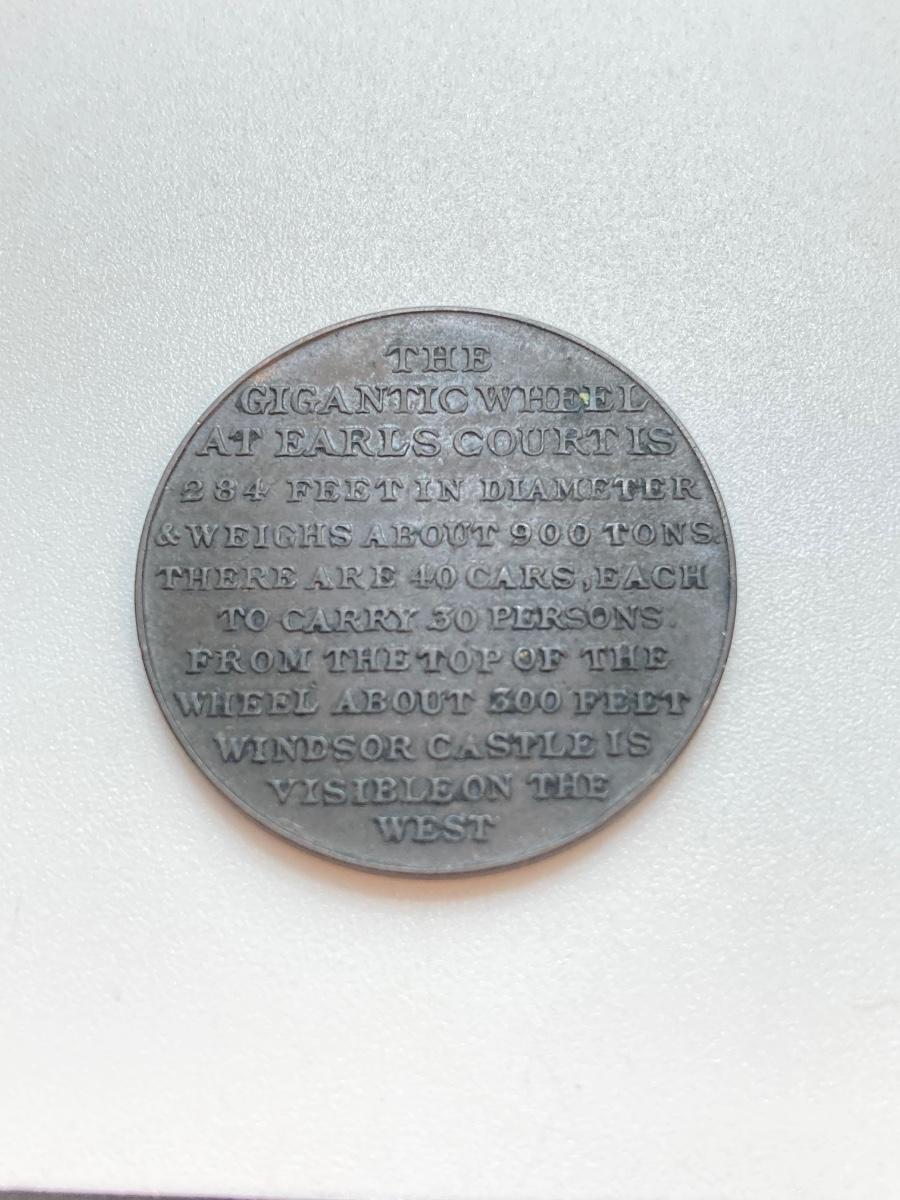 THE
GIGANTIC WHEEL
AT EARLS COURT IS
284 FEET IN DIAMETER
& WEIGHS ABOUT 900 TONS.
THERE ARE 40 CARS, EACH
TO CARRY 30 PERSONS.
FROM THE TOP OF THE
WHEEL ABOUT 300 FEET
WINDSOR CASTLE IS
VISIBLE ON THE
WEST